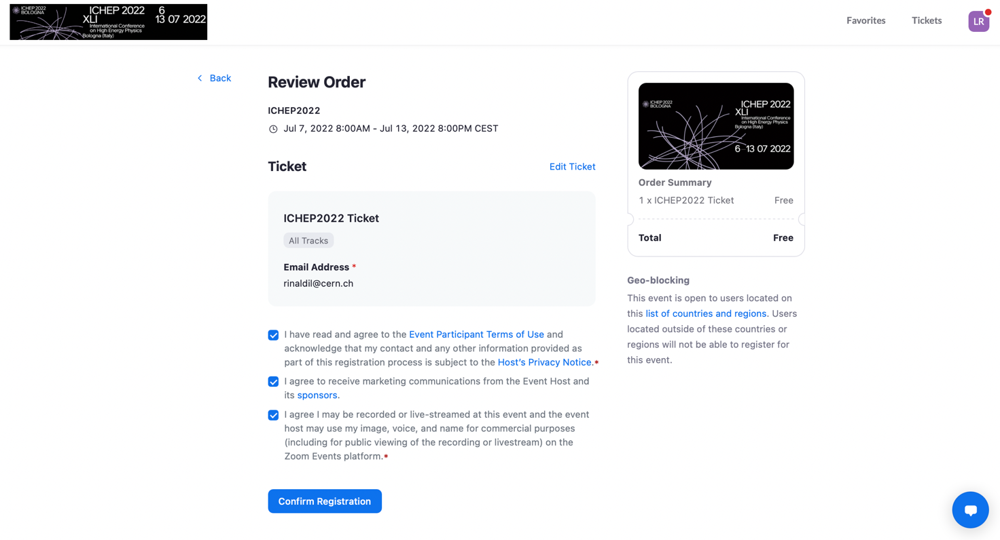 ICHEP 2022
BOLOGNA
ICHEP 2022
XLI
International Conference
on High Energy Physics
Bologna (Italy)
6
13 07 2022
Favorites
Tickets
LR
Back
Review Order
ICHEP2022
Jul 7, 2022 8:00AM - Jul 13, 2022 8:00PM CEST
Ticket
Edit Ticket
ICHEP2022 Ticket
All Tracks
Email Address *
rinaldil@cern.ch
I have read and agree to the Event Participant Terms of Use and
acknowledge that my contact and any other information provided as
part of this registration process is subject to the Host's Privacy Notice.*
I agree to receive marketing communications from the Event Host and
its sponsors.
I agree I may be recorded or live-streamed at this event and the event
host may use my image, voice, and name for commercial purposes
(including for public viewing of the recording or livestream) on the
Zoom Events platform.*
Confirm Registration
ICHEP 2022
BOLOGNA
ICHEP 2022
XLI
International Conference
on High Energy Physics
Bologna (Italy)
6 13 07 2022
Order Summary
1 x ICHEP2022 Ticket Free
Total Free
Geo-blocking
This event is open to users located on
this list of countries and regions. Users
located outside of these countries or
regions will not be able to register for
this event.